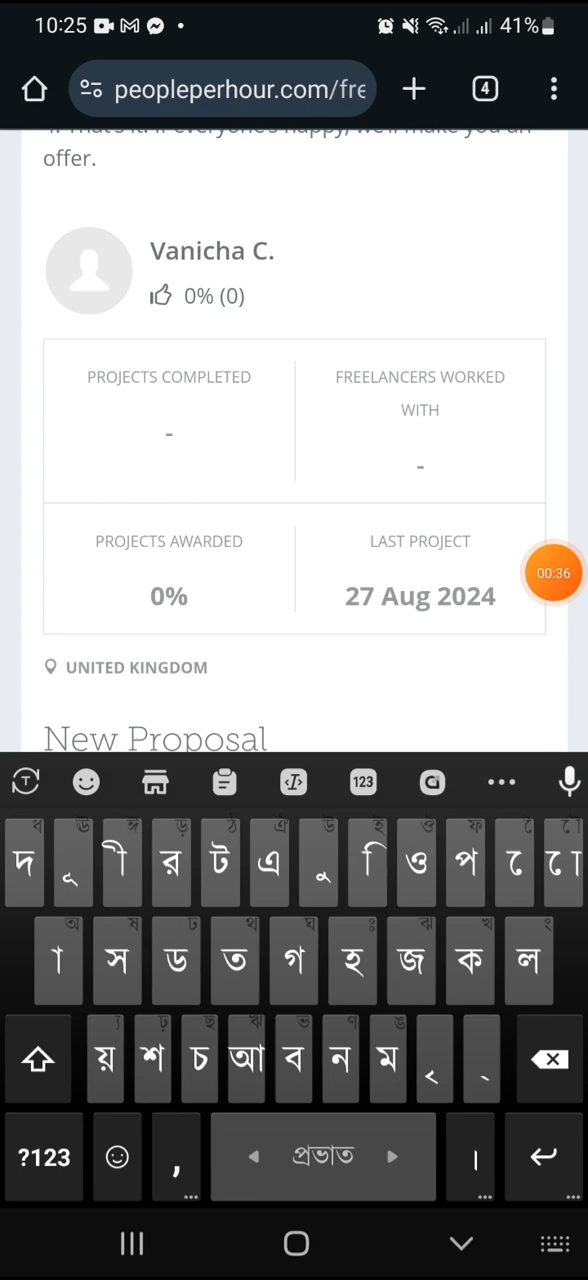 10:25 41%
peopleperhour.com/fre
4
4. That's it. If everyone's happy, we'll make you an
offer.
Vanicha C.
0% (0)
PROJECTS COMPLETED
-
FREELANCERS WORKED
WITH
-
PROJECTS AWARDED
0%
LAST PROJECT
27 Aug 2024
00:36
UNITED KINGDOM
New Proposal
T 123
ধ ঊ ঈ ড় ঠ ঐ উ ই ঔ ফ ৈ ৌ
দ ূ ী র ট এ ু ি ও প ে ো
অ ষ ঢ থ ঘ ঃ ঝ খ ং
া স ড ত গ হ জ ক ল
য ঢ় ছ ঋ ভ ণ ঙ
য় শ চ আ ব ন ম ৃ ্
?123 , প্রভাত ।